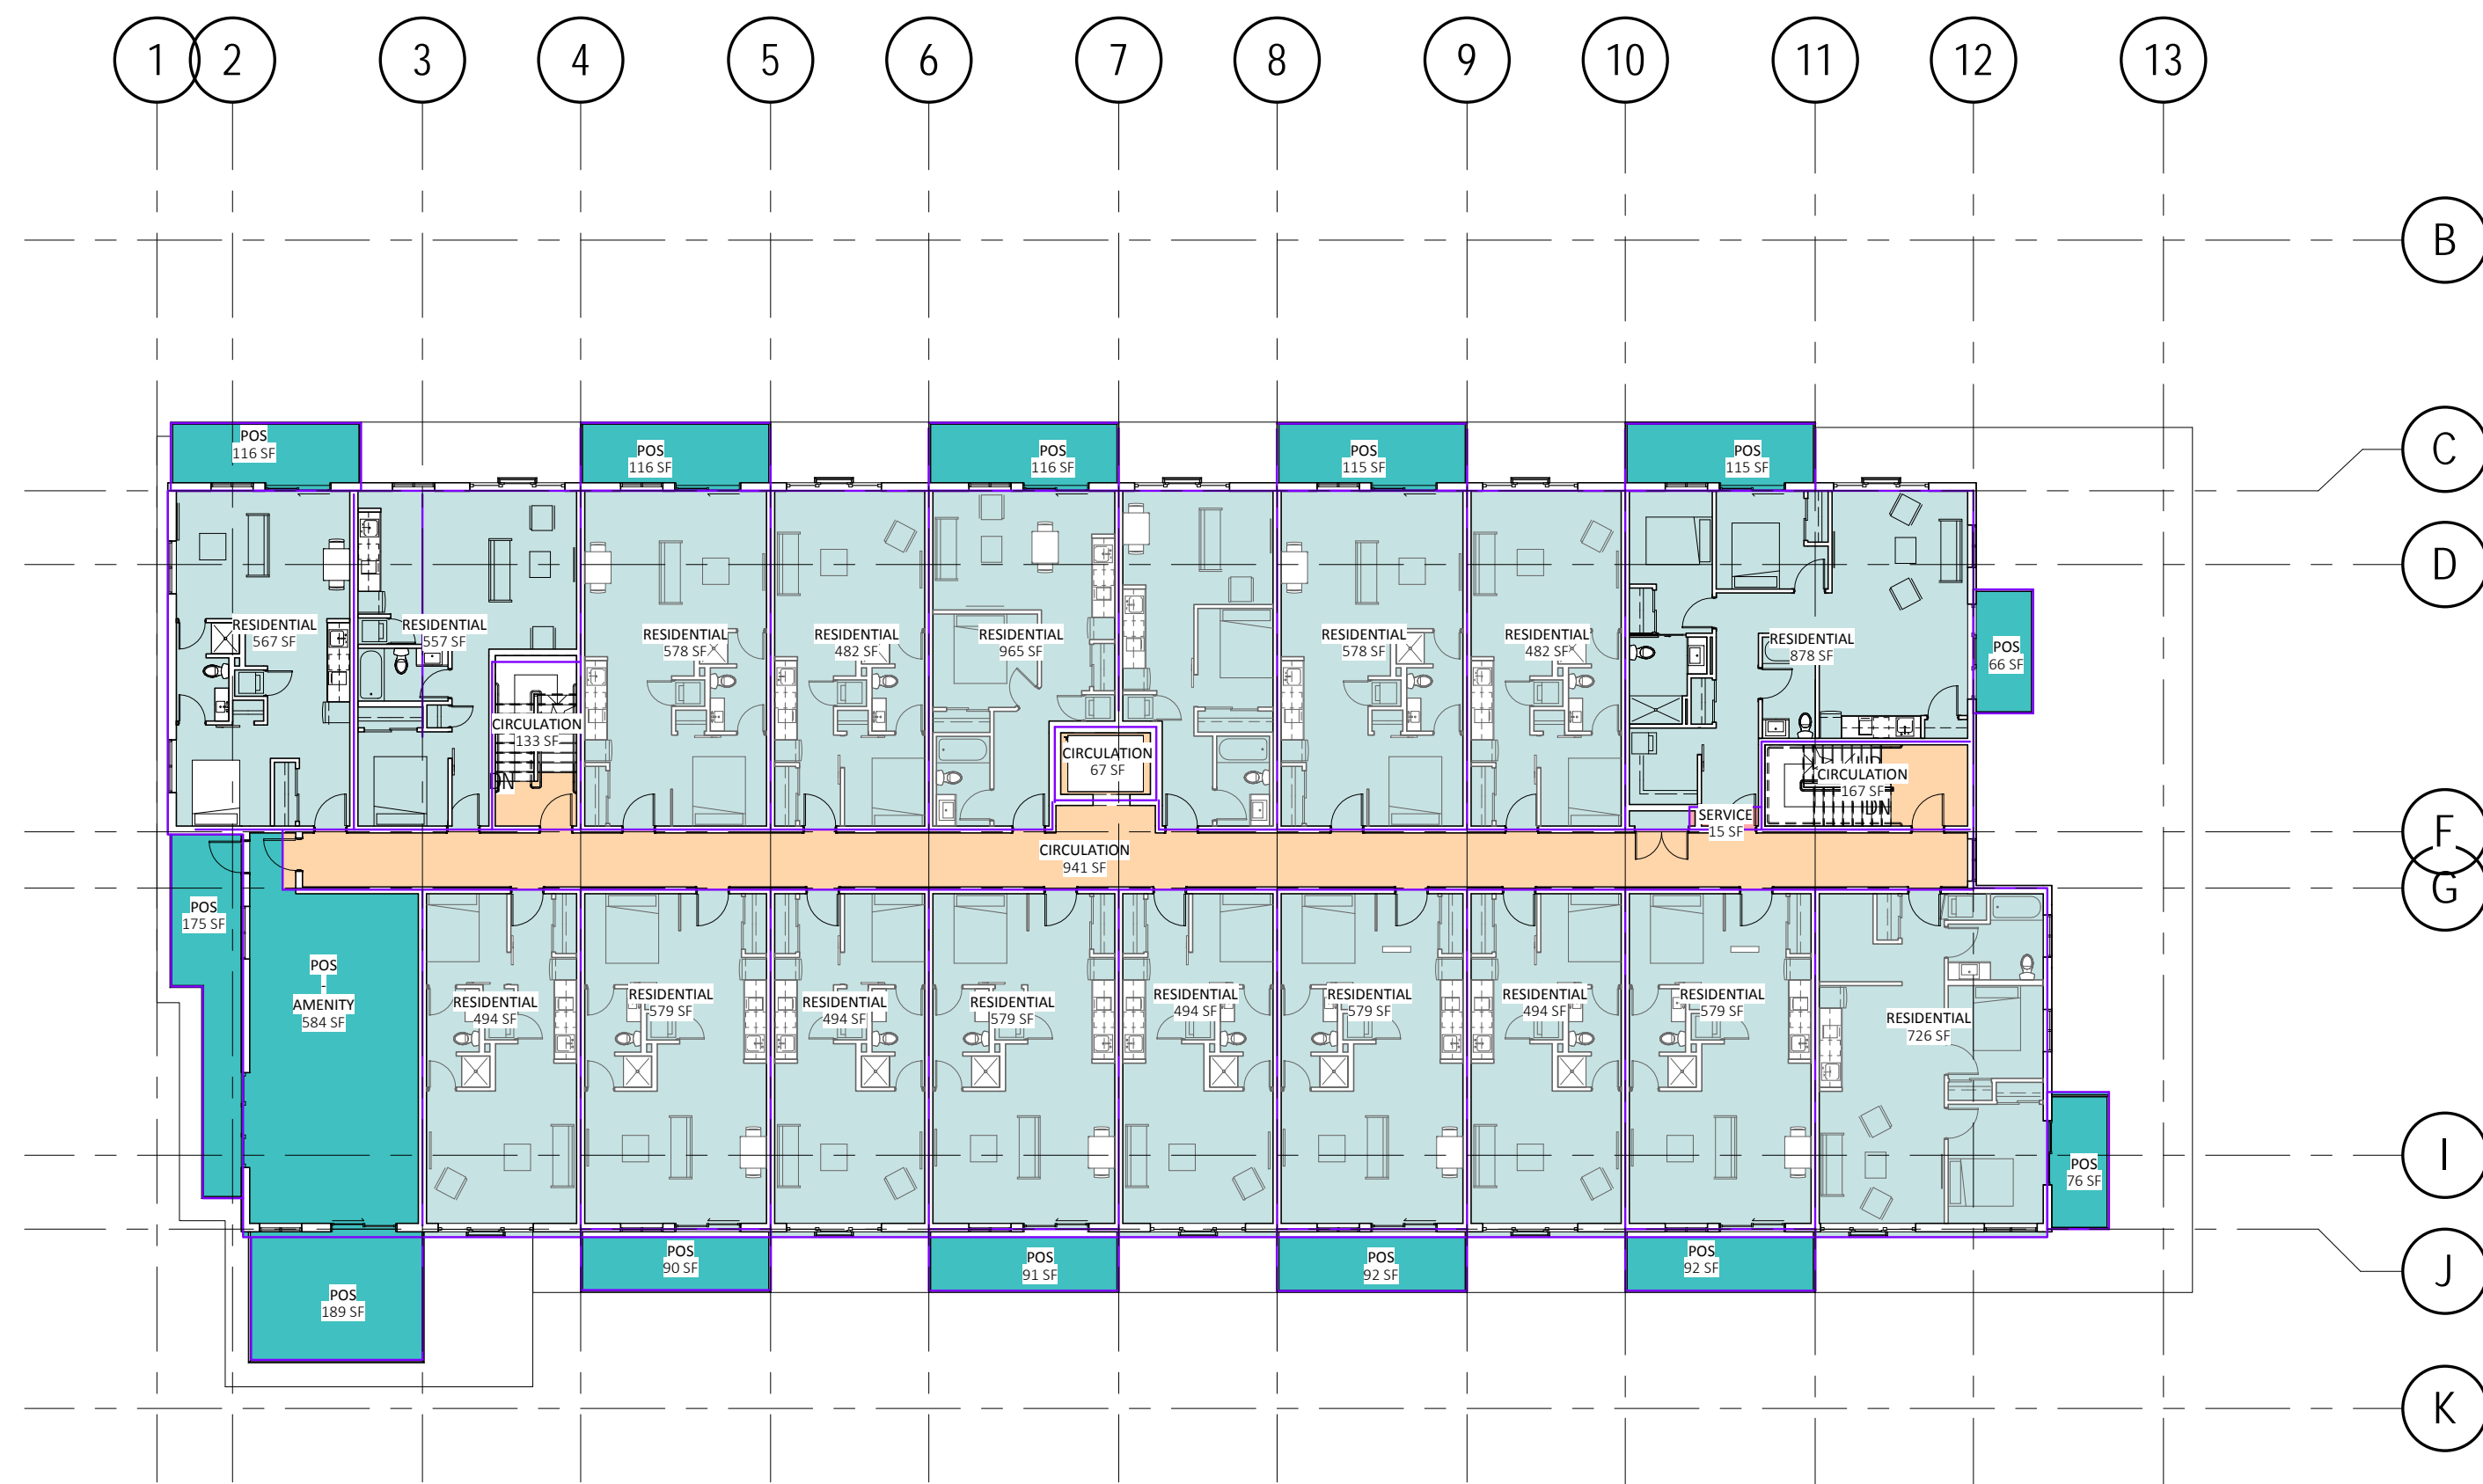 1
2
3
4
5
6
7
8
9
10
11
12
13
B
C
D
F
G
I
J
K
POS
116 SF
POS
116 SF
POS
116 SF
POS
115 SF
POS
115 SF
RESIDENTIAL
567 SF
RESIDENTIAL
557 SF
RESIDENTIAL
578 SF
RESIDENTIAL
482 SF
RESIDENTIAL
965 SF
RESIDENTIAL
578 SF
RESIDENTIAL
482 SF
RESIDENTIAL
878 SF
POS
66 SF
CIRCULATION
133 SF
DN
CIRCULATION
67 SF
UP
CIRCULATION
167 SF
DN
SERVICE
15 SF
CIRCULATION
941 SF
POS
175 SF
POS
-
AMENITY
584 SF
RESIDENTIAL
494 SF
RESIDENTIAL
579 SF
RESIDENTIAL
494 SF
RESIDENTIAL
579 SF
RESIDENTIAL
494 SF
RESIDENTIAL
579 SF
RESIDENTIAL
494 SF
RESIDENTIAL
579 SF
RESIDENTIAL
726 SF
POS
76 SF
POS
189 SF
POS
90 SF
POS
91 SF
POS
92 SF
POS
92 SF